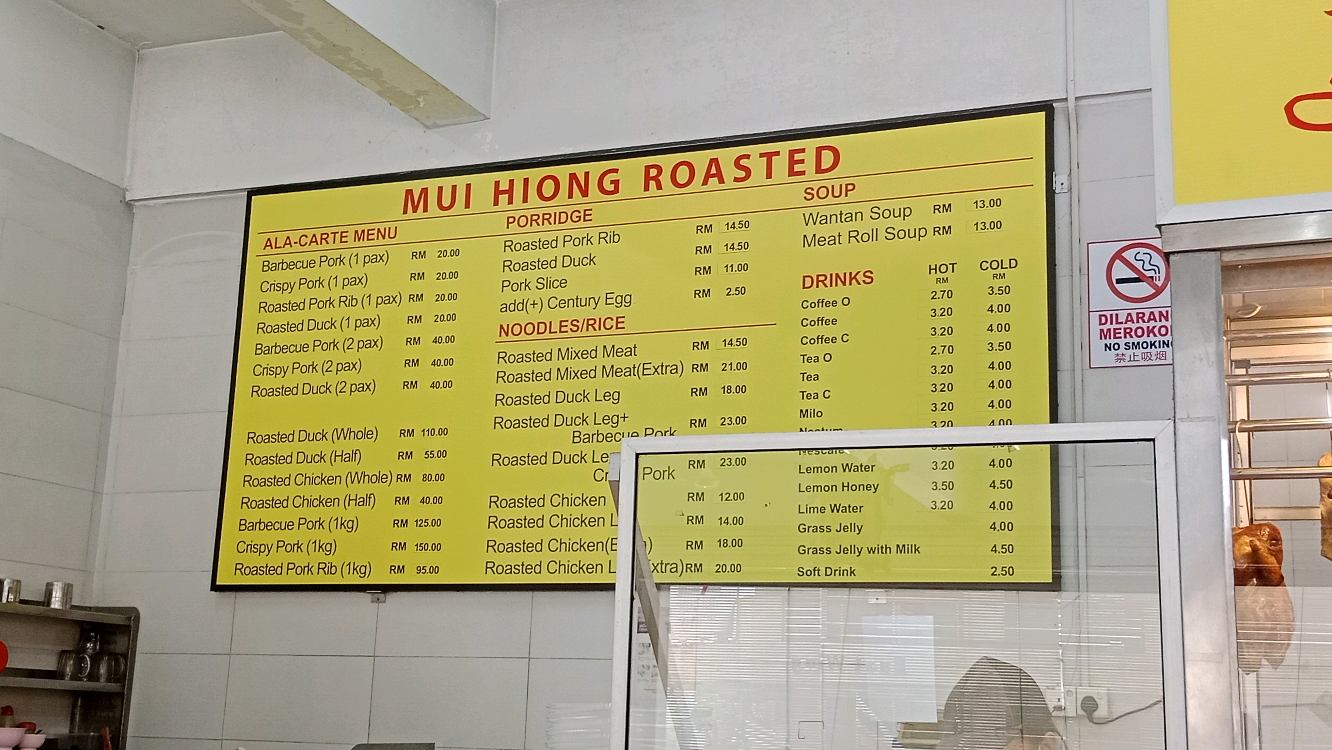 MUI HIONG ROASTED
ALA-CARTE MENU
Barbecue Pork (1 pax) RM 20.00
Crispy Pork (1 pax) RM 20.00
Roasted Pork Rib (1 pax) RM 20.00
Roasted Duck (1 pax) RM 20.00
Barbecue Pork (2 pax) RM 40.00
Crispy Pork (2 pax) RM 40.00
Roasted Duck (2 pax) RM 40.00
Roasted Duck (Whole) RM 110.00
Roasted Duck (Half) RM 55.00
Roasted Chicken (Whole) RM 80.00
Roasted Chicken (Half) RM 40.00
Barbecue Pork (1kg) RM 125.00
Crispy Pork (1kg) RM 150.00
Roasted Pork Rib (1kg) RM 95.00
PORRIDGE
Roasted Pork Rib RM 14.50
Roasted Duck RM 14.50
Pork Slice RM 11.00
add(+) Century Egg RM 2.50
NOODLES/RICE
Roasted Mixed Meat RM 14.50
Roasted Mixed Meat(Extra) RM 21.00
Roasted Duck Leg RM 18.00
Roasted Duck Leg+ RM 23.00
Barbecue Pork
Roasted Duck RM 23.00
Pork
Roasted Chicken RM 12.00
Roasted Chicken RM 14.00
Roasted Chicken RM 18.00
Roasted Chicken RM 20.00
SOUP
Wantan Soup RM 13.00
Meat Roll Soup RM 13.00
DRINKS HOT COLD
RM RM
Coffee O 2.70 3.50
Coffee 3.20 4.00
Coffee C 3.20 4.00
Tea O 2.70 3.50
Tea 3.20 4.00
Tea C 3.20 4.00
Milo 3.20 4.00
Nestum 3.20 4.00
Nescafe
Lemon Water 3.20 4.00
Lemon Honey 3.50 4.50
Lime Water 3.20 4.00
Grass Jelly 4.00
Grass Jelly with Milk 4.50
Soft Drink 2.50
DILARANG
MEROKOK
NO SMOKING
禁止吸烟